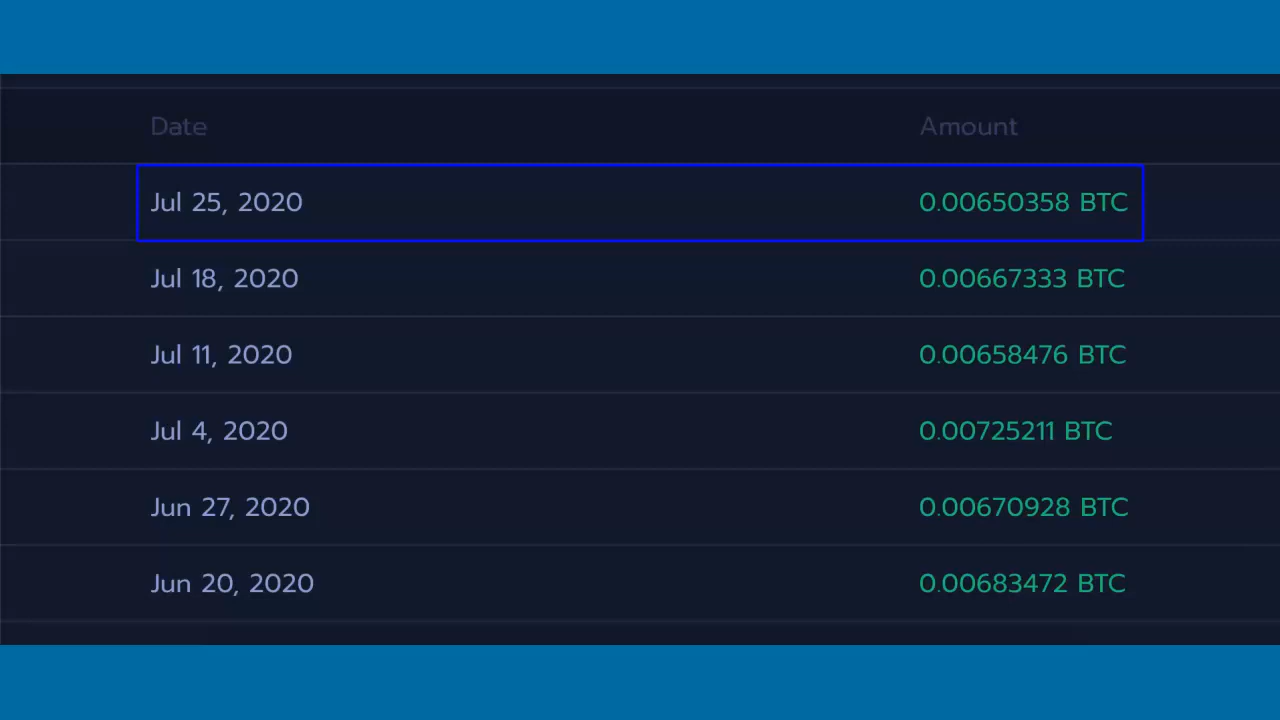 Date Amount
Jul 25, 2020 0.00650358 BTC
Jul 18, 2020 0.00667333 BTC
Jul 11, 2020 0.00658476 BTC
Jul 4, 2020 0.00725211 BTC
Jun 27, 2020 0.00670928 BTC
Jun 20, 2020 0.00683472 BTC